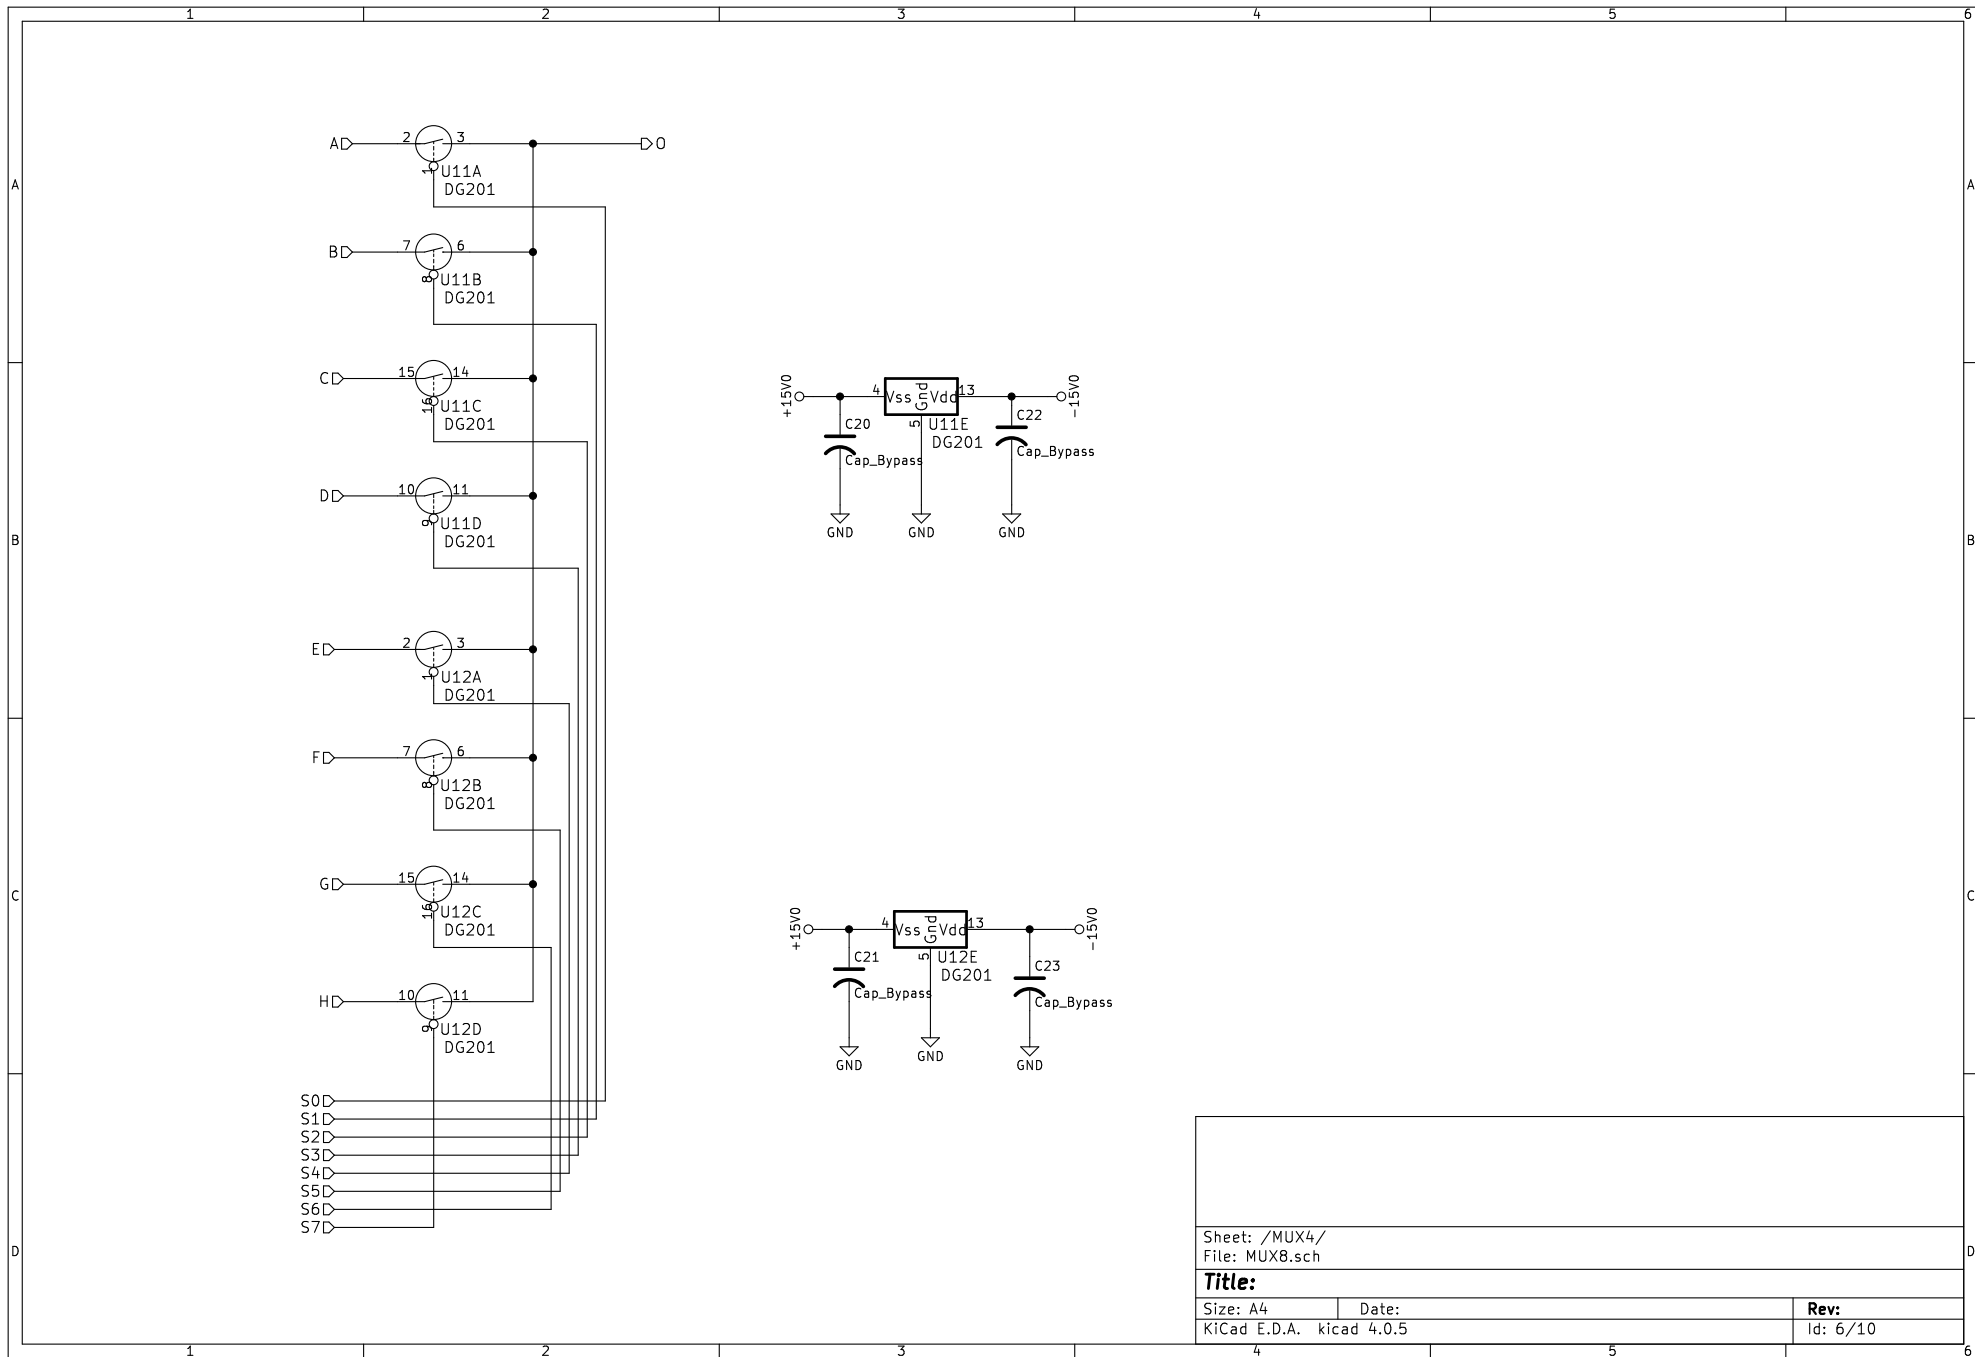 1 2 3 4 5 6
A A
A 2 3 O
1 U11A
DG201
B 7 6
8 U11B
DG201
C 15 14
16 U11C
DG201
+15V0 4 Vss Gnd Vdd 13 -15V0
C20 5 U11E C22
DG201
Cap_Bypass Cap_Bypass
GND GND GND
D 10 11
9 U11D
DG201
B B
E 2 3
1 U12A
DG201
F 7 6
8 U12B
DG201
G 15 14
16 U12C
DG201
C C
+15V0 4 Vss Gnd Vdd 13 -15V0
C21 5 U12E C23
DG201
Cap_Bypass Cap_Bypass
GND GND GND
H 10 11
9 U12D
DG201
S0
S1
S2
S3
S4
S5
S6
S7
D D
Sheet: /MUX4/
File: MUX8.sch
Title:
Size: A4 Date: Rev:
KiCad E.D.A. kicad 4.0.5 Id: 6/10
1 2 3 4 5 6